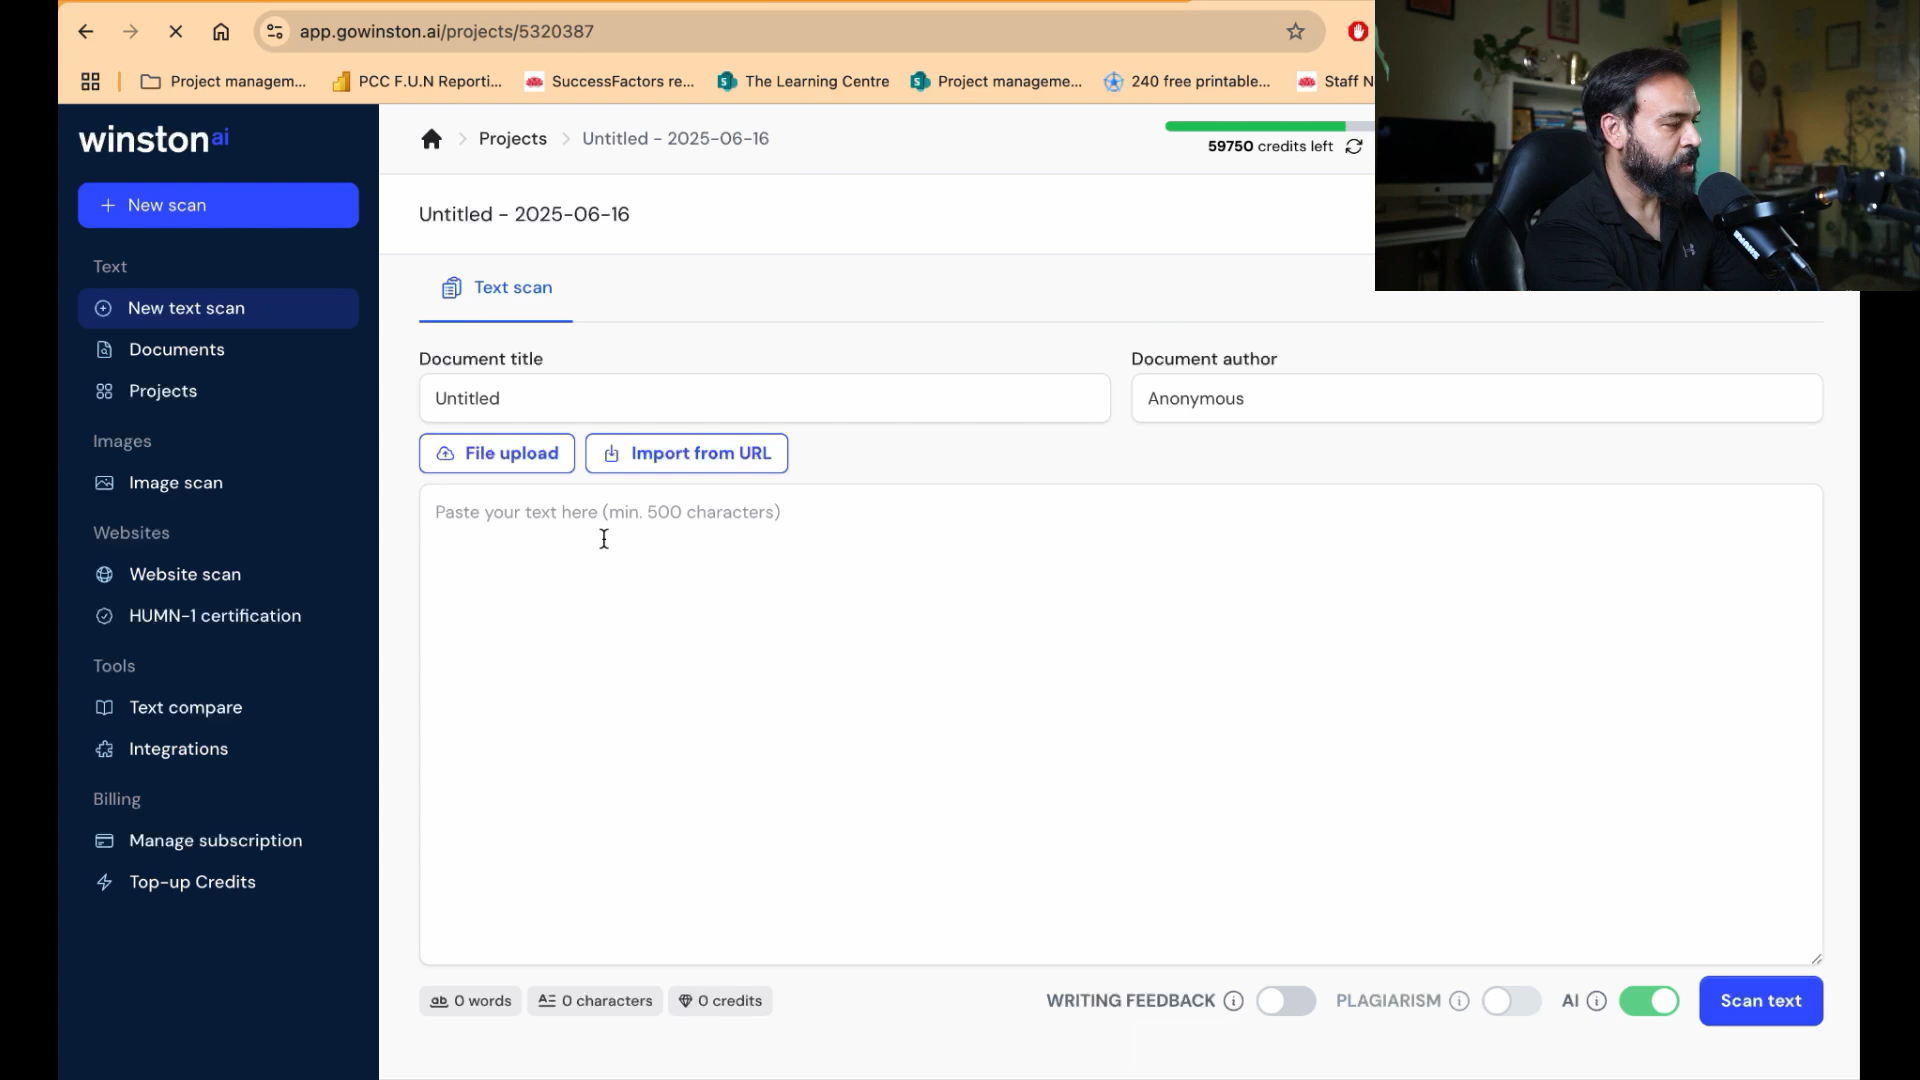 app.gowinston.ai/projects/5320387
Project managem...
PCC F.U.N Reporti...
SuccessFactors re...
The Learning Centre
Project manageme...
240 free printable...
Staff N
winston ai
Projects
Untitled - 2025-06-16
59750 credits left
+ New scan
Untitled - 2025-06-16
Text
New text scan
Documents
Projects
Images
Image scan
Websites
Website scan
HUMN-1 certification
Tools
Text compare
Integrations
Billing
Manage subscription
Top-up Credits
Text scan
Document title
Document author
Untitled
Anonymous
File upload
Import from URL
Paste your text here (min. 500 characters)
0 words
0 characters
0 credits
WRITING FEEDBACK
PLAGIARISM
AI
Scan text